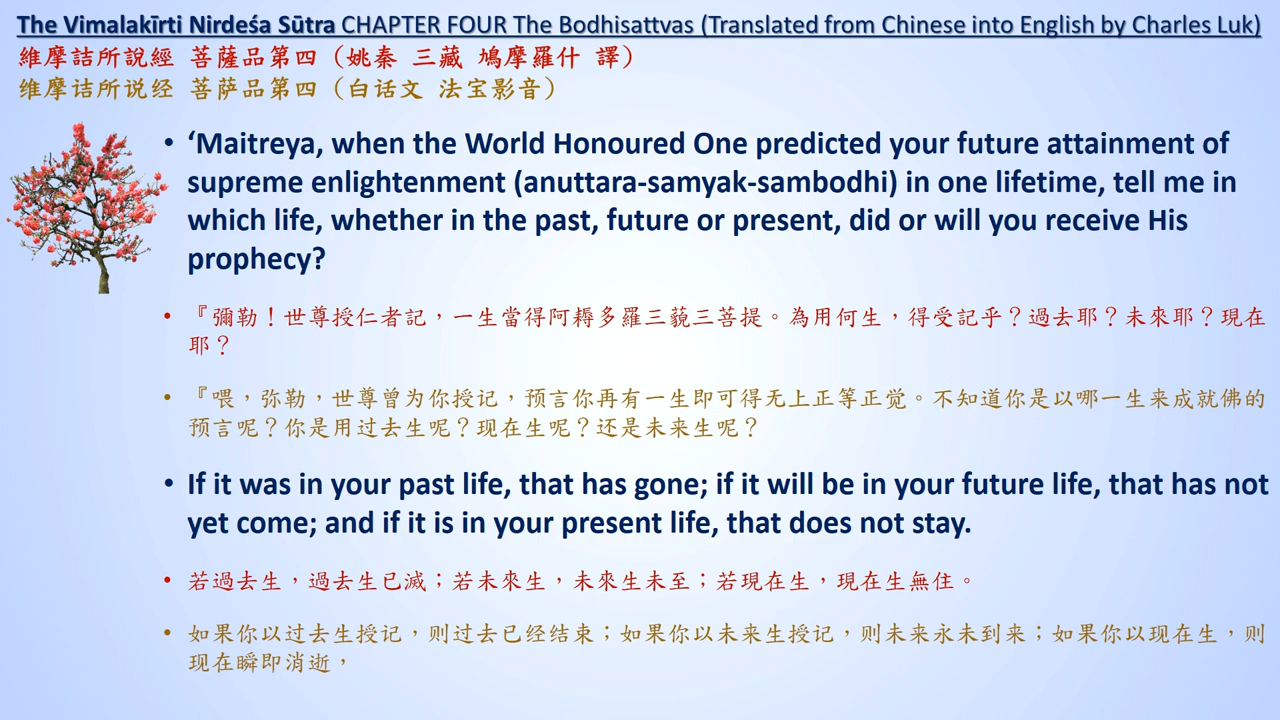 The Vimalakīrti Nirdeśa Sūtra CHAPTER FOUR The Bodhisattvas (Translated from Chinese into English by Charles Luk)
維摩詰所說經 菩薩品第四（姚秦 三藏 鳩摩羅什 譯）
维摩诘所说经 菩萨品第四（白话文 法宝影音）
• ‘Maitreya, when the World Honoured One predicted your future attainment of
supreme enlightenment (anuttara-samyak-sambodhi) in one lifetime, tell me in
which life, whether in the past, future or present, did or will you receive His
prophecy?
• 『彌勒！世尊授仁者記，一生當得阿耨多羅三藐三菩提。為用何生，得受記乎？過去耶？未來耶？現在
耶？
• 『喂，弥勒，世尊曾为你授记，预言你再有一生即可得无上正等正觉。不知道你是以哪一生来成就佛的
预言呢？你是用过去生呢？现在生呢？还是未来生呢？
• If it was in your past life, that has gone; if it will be in your future life, that has not
yet come; and if it is in your present life, that does not stay.
• 若過去生，過去生已滅；若未來生，未來生未至；若現在生，現在生無住。
• 如果你以过去生授记，则过去已经结束；如果你以未来生授记，则未来永未到来；如果你以现在生，则
现在瞬即消逝，